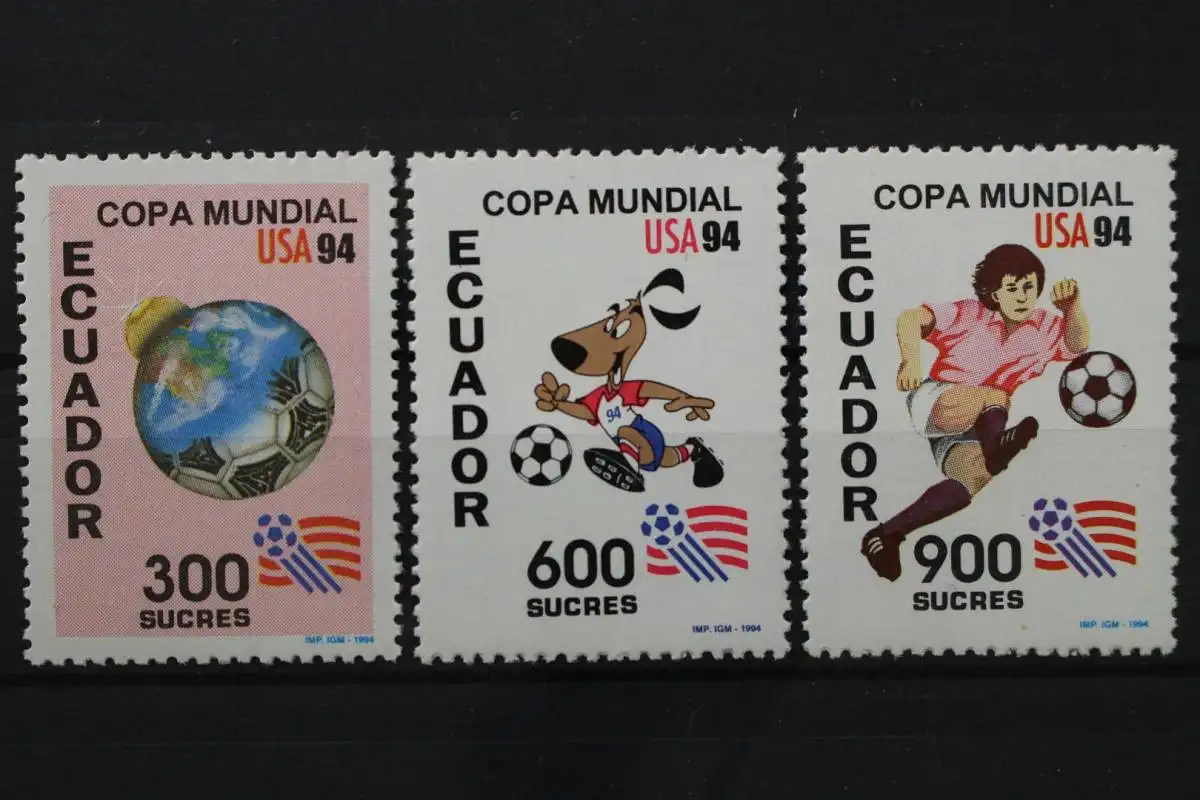 COPA MUNDIAL
USA 94
ECUADOR
300
SUCRES
IMP. IGM - 1994
COPA MUNDIAL
USA 94
ECUADOR
94
600
SUCRES
IMP. IGM - 1994
COPA MUNDIAL
USA 94
ECUADOR
900
SUCRES
IMP. IGM - 1994